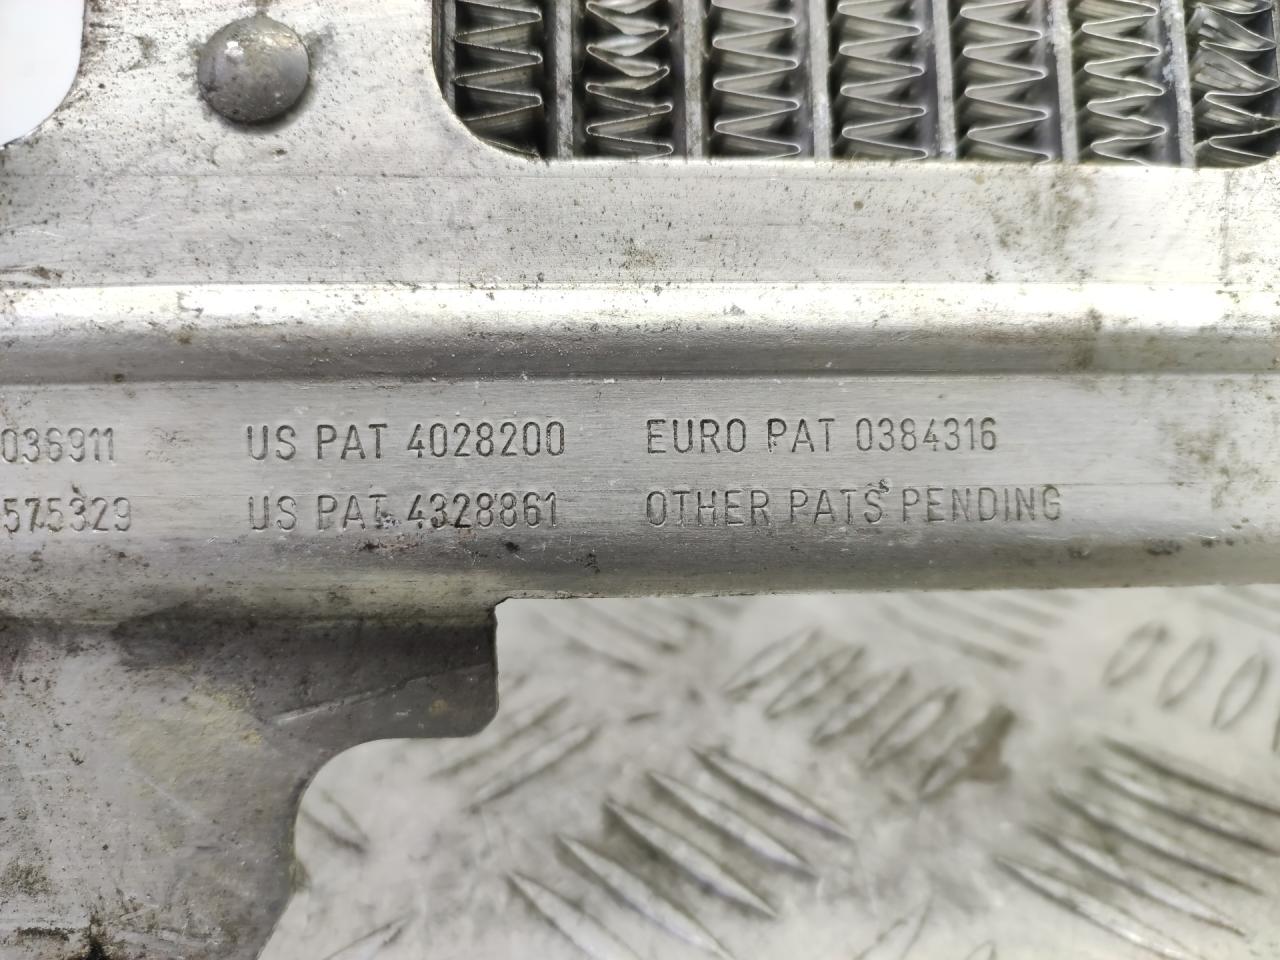 036911 US PAT 4028200 EURO PAT 0384316
575329 US PAT 4328861 OTHER PATS PENDING